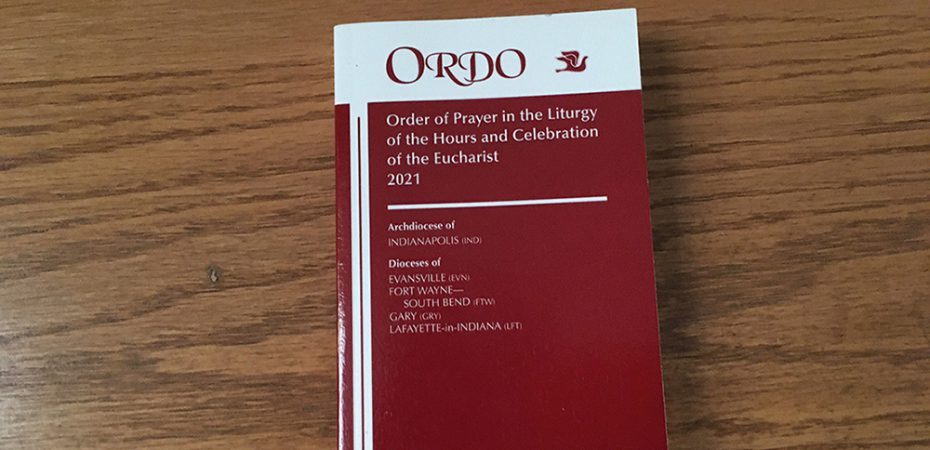 ORDO
Order of Prayer in the Liturgy
of the Hours and Celebration
of the Eucharist
2021
Archdiocese of
INDIANAPOLIS (IND)
Dioceses of
EVANSVILLE (EVN)
FORT WAYNE—
SOUTH BEND (FTW)
GARY (GRY)
LAFAYETTE-in-INDIANA (LFT)